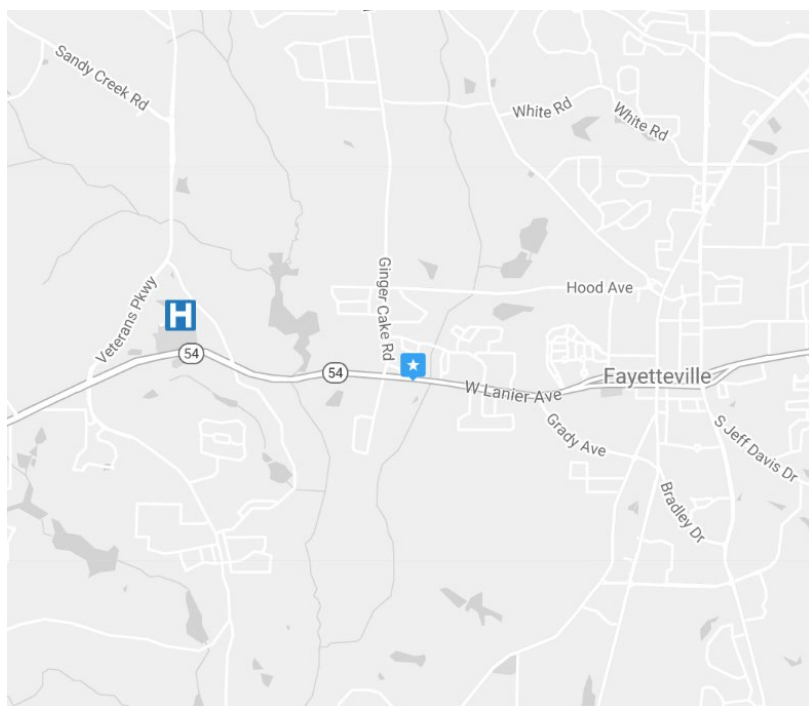 Sandy Creek Rd
White Rd
White Rd
Ginger Cake Rd
Hood Ave
Veterans Pkwy
H
54
54
W Lanier Ave
Fayetteville
Grady Ave
S Jeff Davis Dr
Bradley Dr